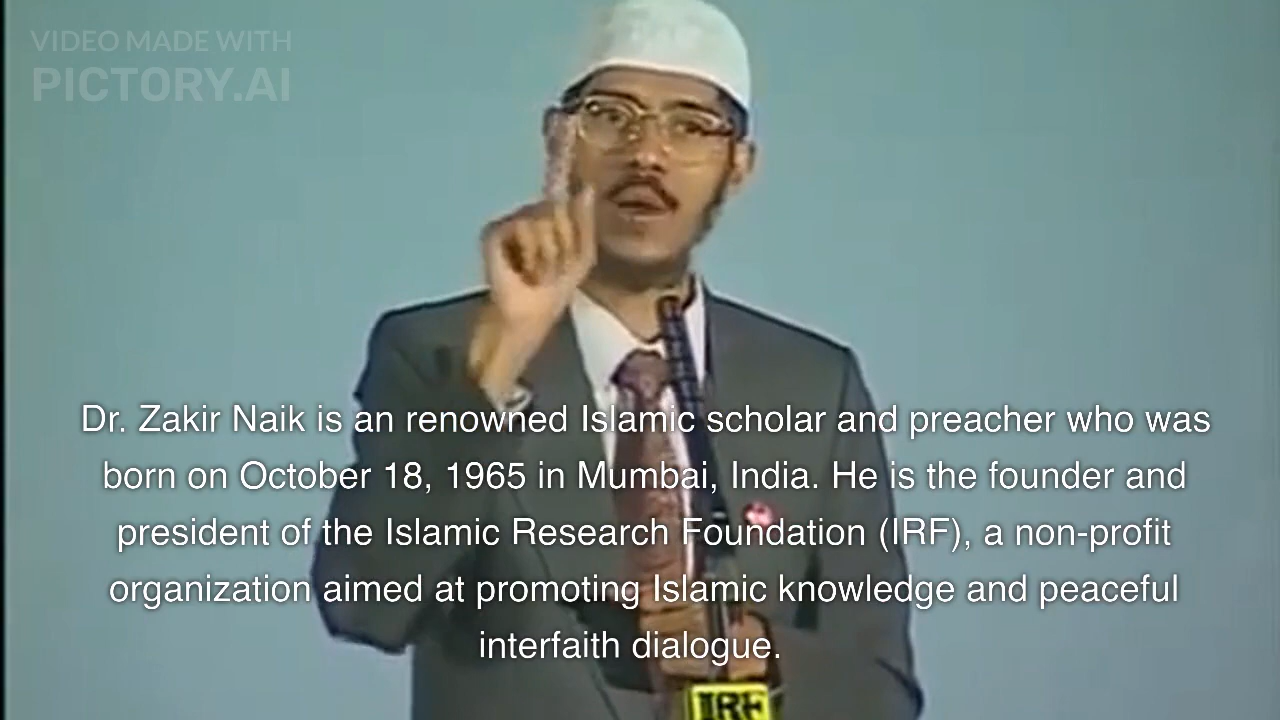 VIDEO MADE WITH
PICTORY.AI
Dr. Zakir Naik is an renowned Islamic scholar and preacher who was
born on October 18, 1965 in Mumbai, India. He is the founder and
president of the Islamic Research Foundation (IRF), a non-profit
organization aimed at promoting Islamic knowledge and peaceful
interfaith dialogue.
IRF